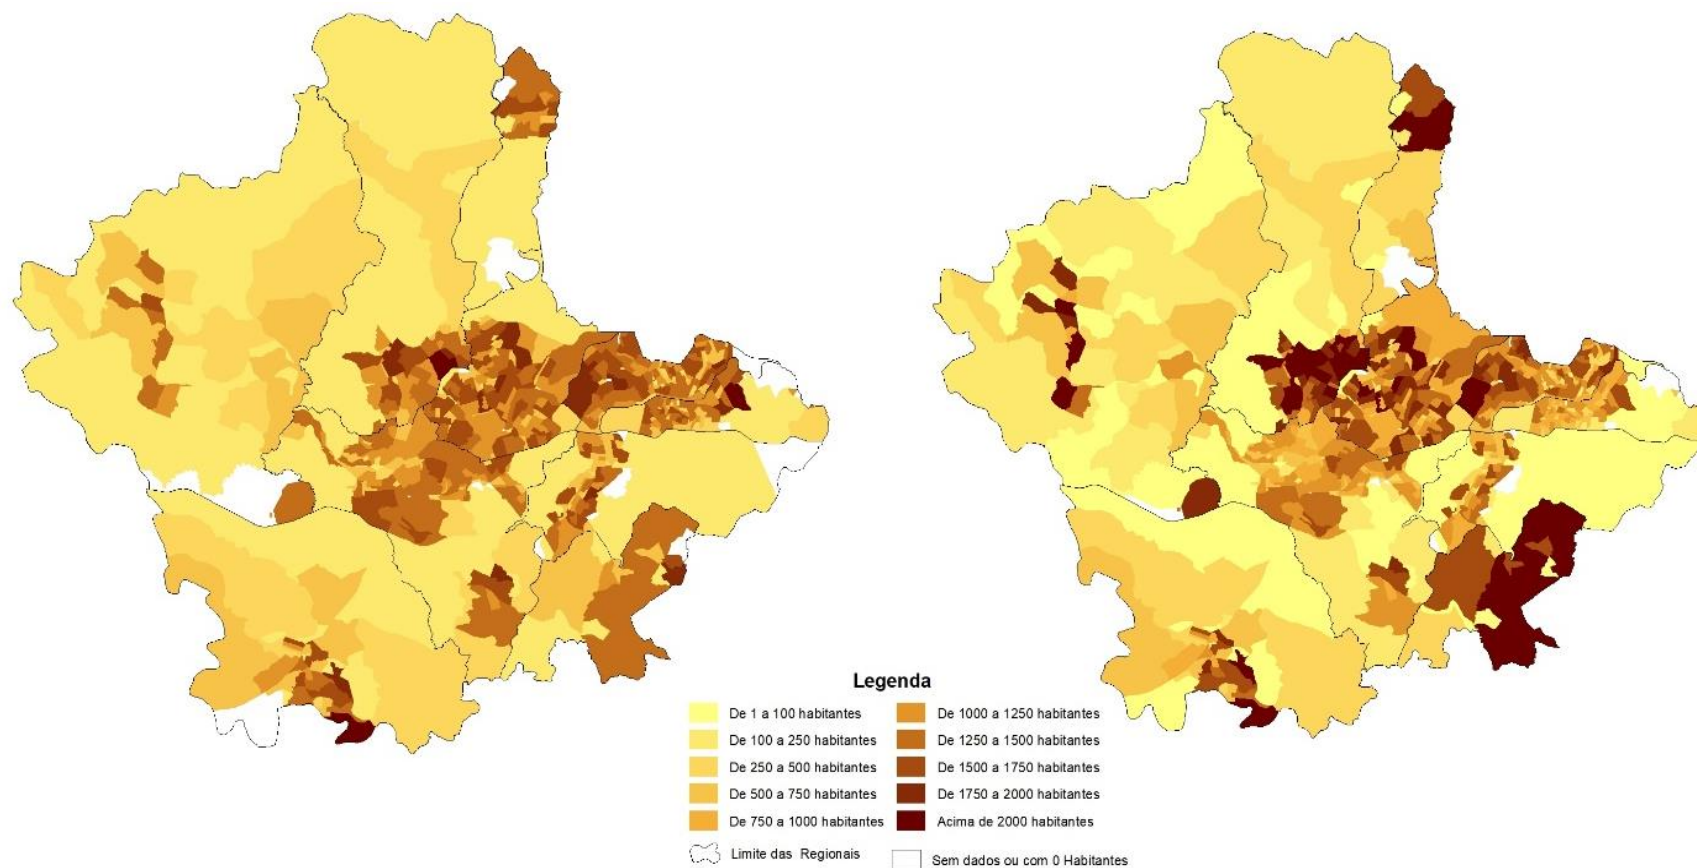 Legenda
De 1 a 100 habitantes
De 100 a 250 habitantes
De 250 a 500 habitantes
De 500 a 750 habitantes
De 750 a 1000 habitantes
Limite das Regionais
De 1000 a 1250 habitantes
De 1250 a 1500 habitantes
De 1500 a 1750 habitantes
De 1750 a 2000 habitantes
Acima de 2000 habitantes
Sem dados ou com 0 Habitantes